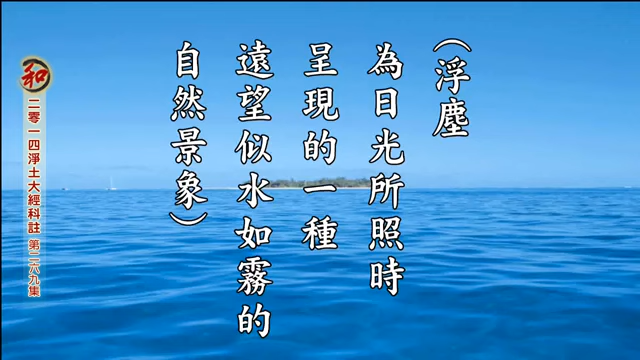 （浮塵
為日光所照時
呈現的一種
遠望似水如霧的
自然景象）
和
二零一四淨土大經科註 第二六九集